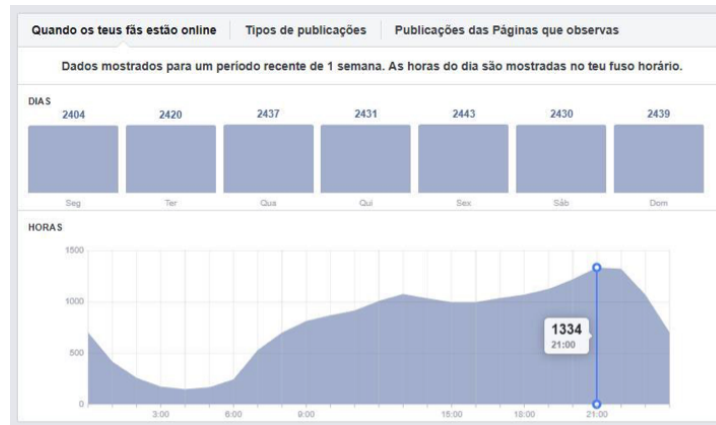 Quando os teus fãs estão online Tipos de publicações Publicações das Páginas que observas
Dados mostrados para um período recente de 1 semana. As horas do dia são mostradas no teu fuso horário.
DIAS
2404 2420 2437 2431 2443 2430 2439
Seg Ter Qua Qui Sex Sáb Dom
HORAS
1500
1000
1334
21:00
500
0
3:00 6:00 9:00 15:00 18:00 21:00